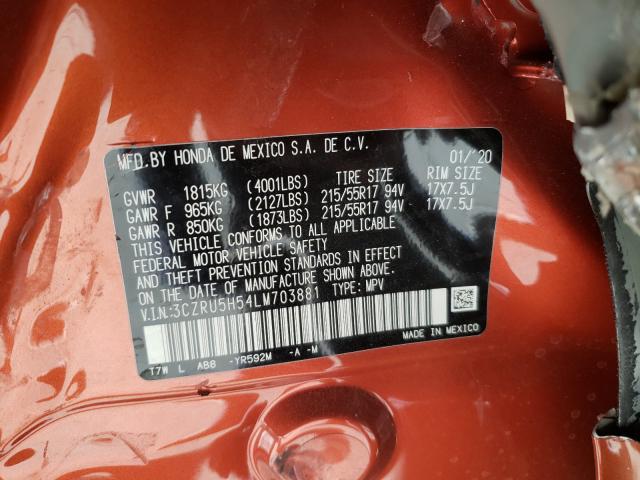 MFD.BY HONDA DE MEXICO S.A. DE C.V. 01/'20
TIRE SIZE RIM SIZE
GVWR 1815KG (4001LBS)
GAWR F 965KG (2127LBS) 215/55R17 94V 17X7.5J
GAWR R 850KG (1873LBS) 215/55R17 94V 17X7.5J
THIS VEHICLE CONFORMS TO ALL APPLICABLE
FEDERAL MOTOR VEHICLE SAFETY
AND THEFT PREVENTION STANDARDS IN EFFECT
ON THE DATE OF MANUFACTURE SHOWN ABOVE.
V.I.N.:3CZRU5H54LM703881 TYPE: MPV
T7W L AB8 -YR592M -A -M MADE IN MEXICO